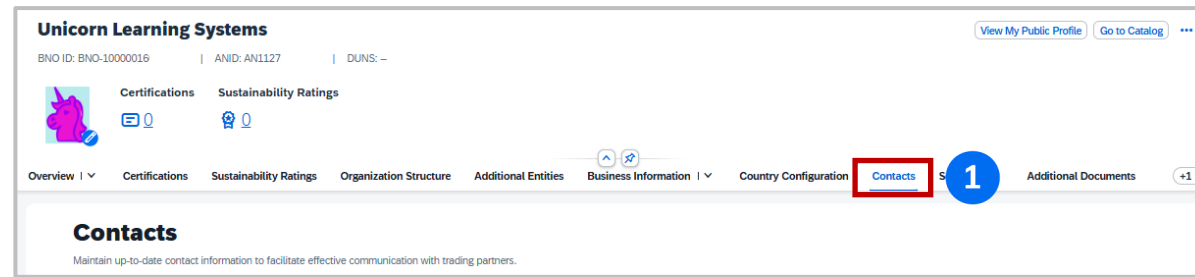 Unicorn Learning Systems
View My Public Profile
Go to Catalog
BNO ID: BNO-10000016 | ANID: AN1127 | DUNS: –
Certifications Sustainability Ratings
0 0
Overview Certifications Sustainability Ratings Organization Structure Additional Entities Business Information Country Configuration Contacts 1 Additional Documents +1
Contacts
Maintain up-to-date contact information to facilitate effective communication with trading partners.